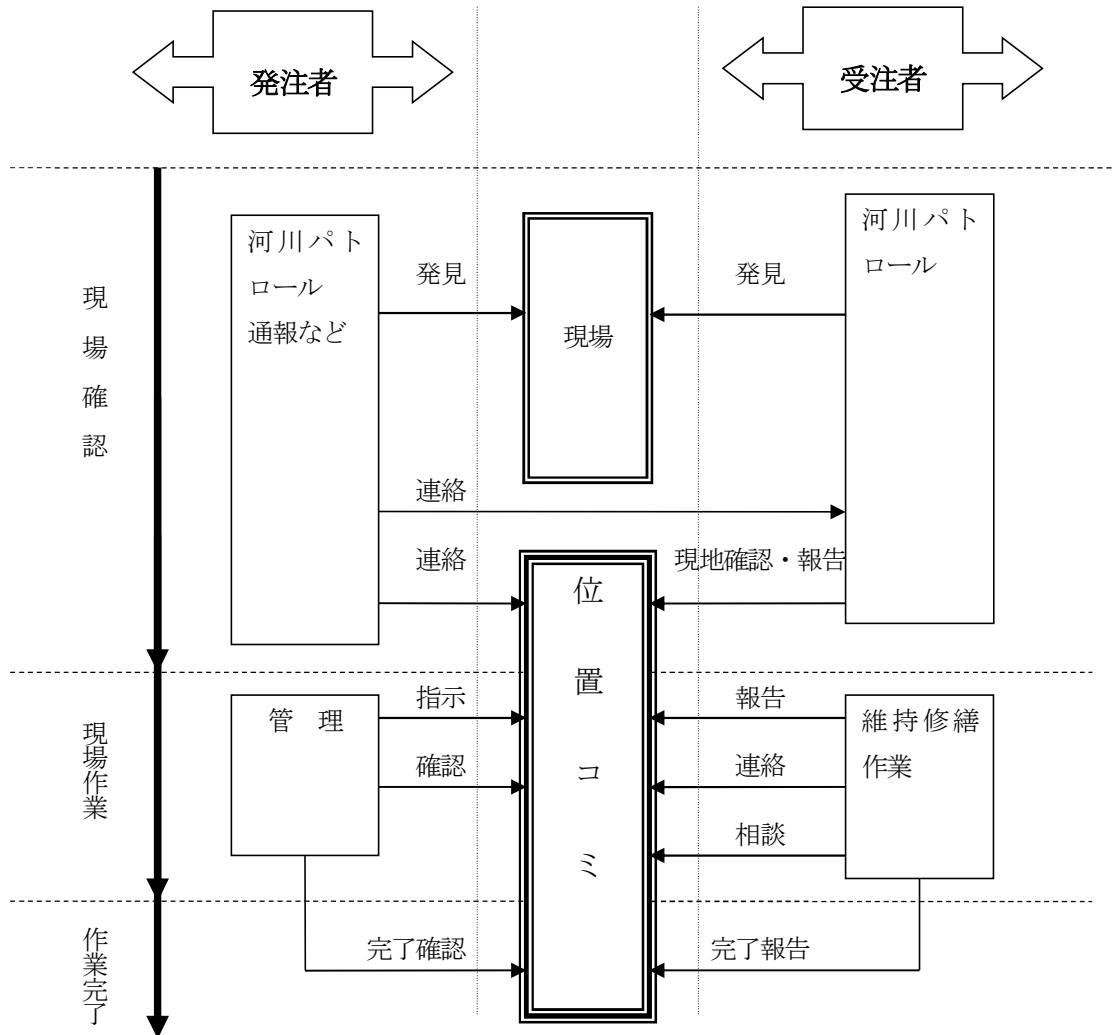 発注者
受注者
現場確認
河川パト
ロール
通報など
発見
現場
発見
河川パト
ロール
連絡
連絡
現地確認・報告
位置コミ
現場作業
管 理
指示
確認
報告
連絡
相談
維持修繕
作業
作業完了
完了確認
完了報告